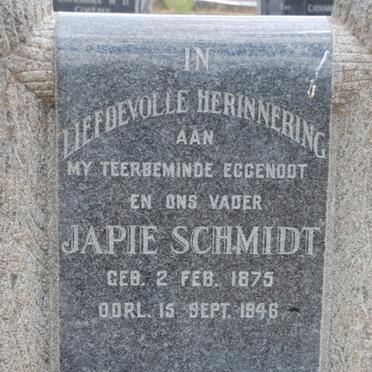 IN
LIEFDEVOLLE HERINNERING
AAN
MY TEERBEMINDE EGGENOOT
EN ONS VADER
JAPIE SCHMIDT
GEB. 2 FEB. 1875
OORL. 15 SEPT. 1946